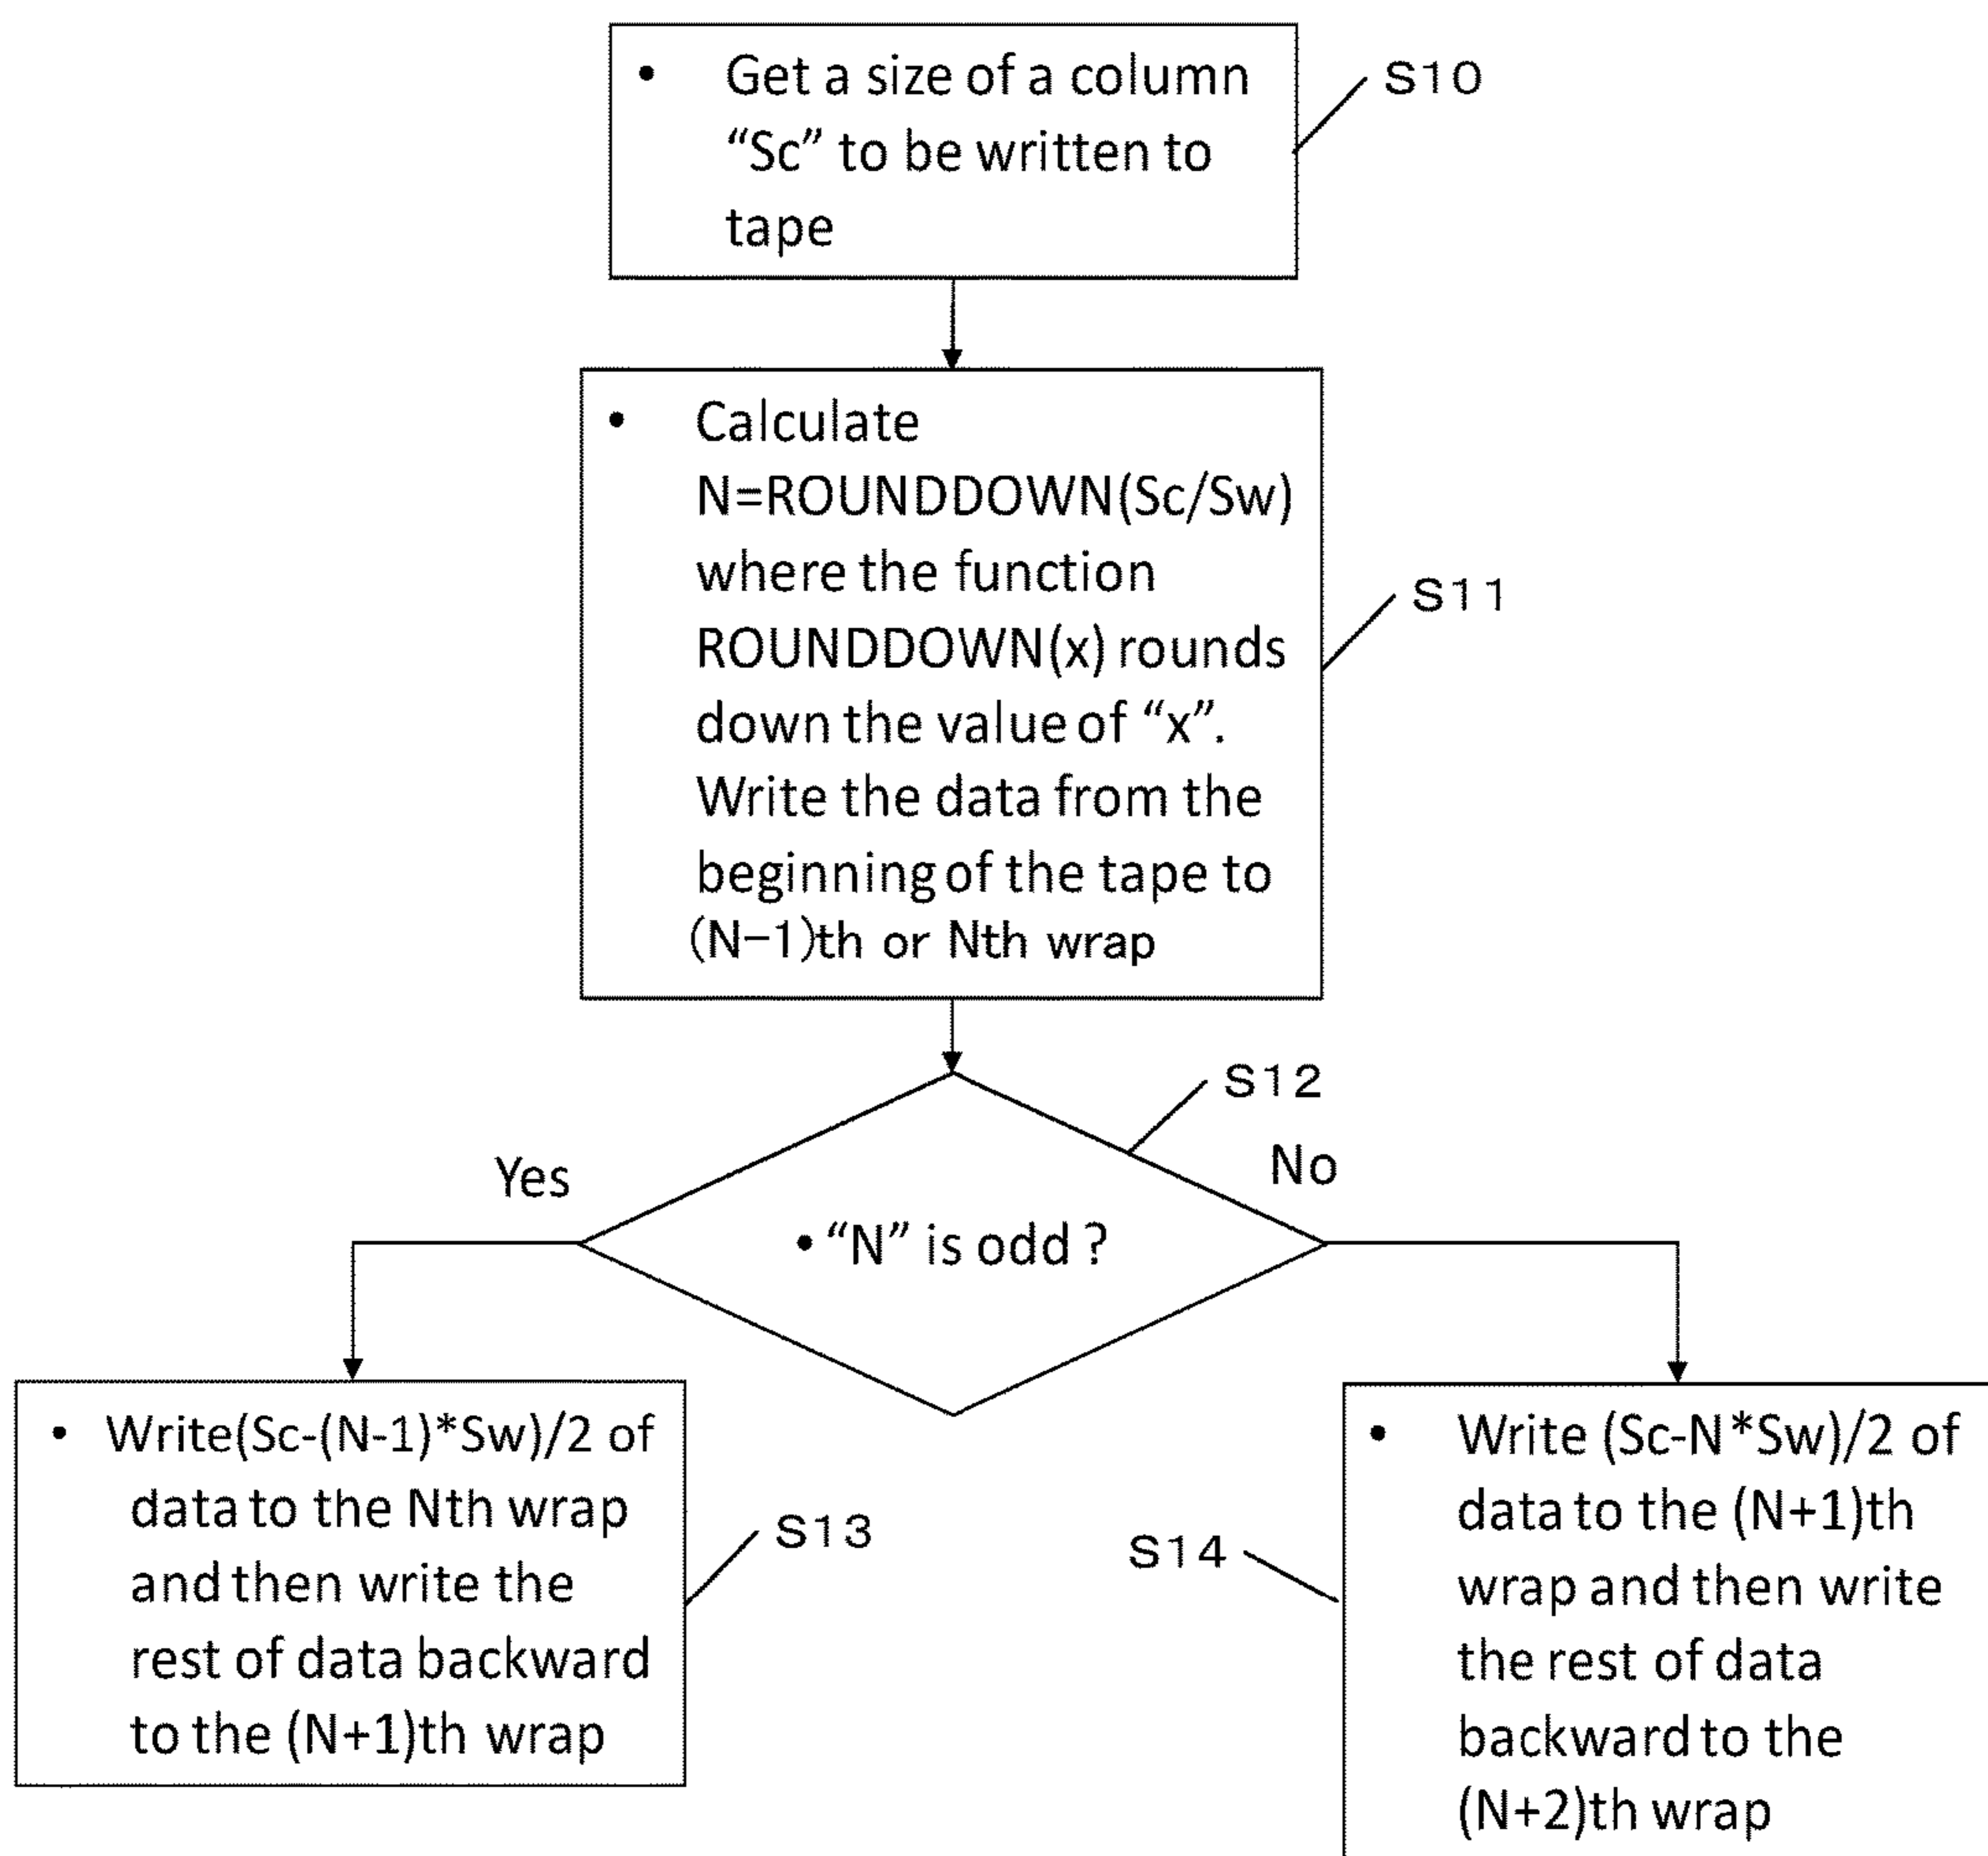 • Get a size of a column
“Sc” to be written to
tape
S10
• Calculate
N=ROUNDDOWN(Sc/Sw)
where the function
ROUNDDOWN(x) rounds
down the value of “x”.
Write the data from the
beginning of the tape to
(N-1)th or Nth wrap
S11
S12
Yes
No
• “N” is odd ?
• Write(Sc-(N-1)*Sw)/2 of
data to the Nth wrap
and then write the
rest of data backward
to the (N+1)th wrap
S13
S14
• Write (Sc-N*Sw)/2 of
data to the (N+1)th
wrap and then write
the rest of data
backward to the
(N+2)th wrap